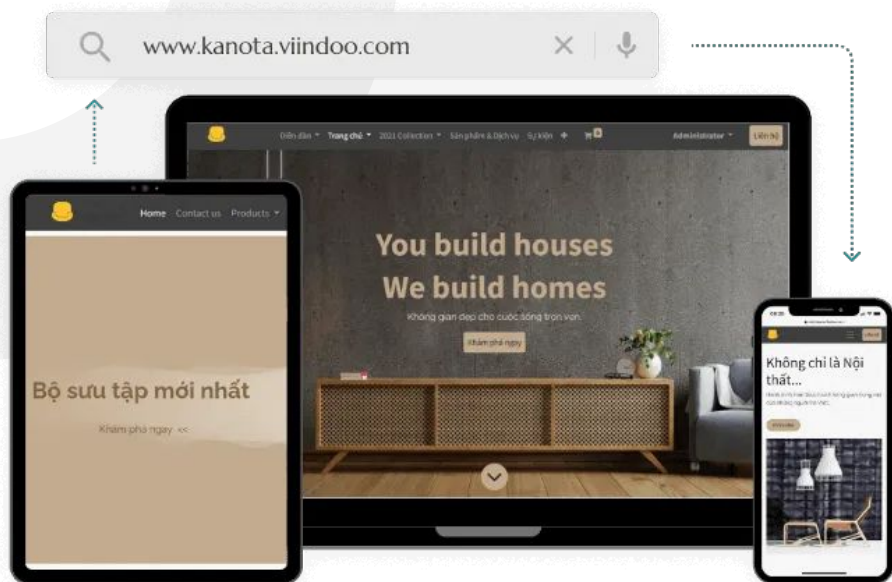 www.kanota.viindoo.com
Diễn đàn Trang chủ 2021 Collection Sản phẩm & Dịch vụ Sự kiện Administrator Liên hệ
You build houses
We build homes
Không gian đẹp cho cuộc sống trọn vẹn.
Khám phá ngay
Home Contact us Products
Bộ sưu tập mới nhất
Khám phá ngay <<
Không chỉ là Nội
thất...